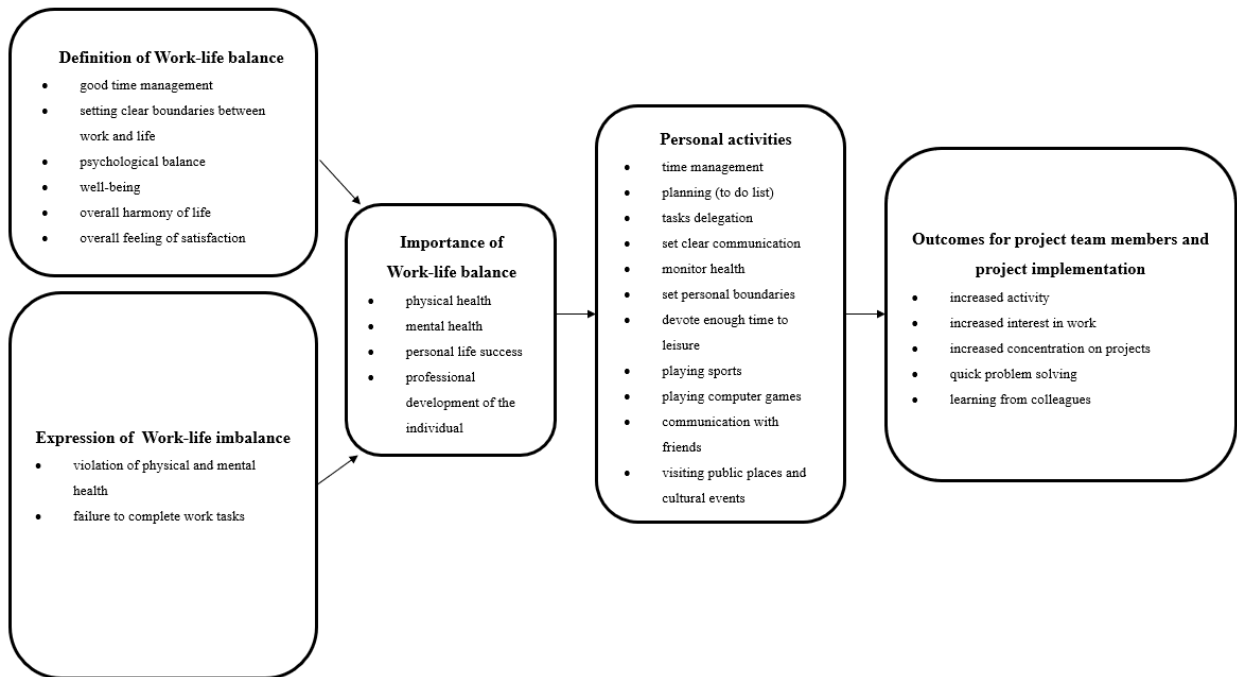 Definition of Work-life balance
• good time management
• setting clear boundaries between
work and life
• psychological balance
• well-being
• overall harmony of life
• overall feeling of satisfaction
Expression of Work-life imbalance
• violation of physical and mental
health
• failure to complete work tasks
Importance of
Work-life balance
• physical health
• mental health
• personal life success
• professional
development of the
individual
Personal activities
• time management
• planning (to do list)
• tasks delegation
• set clear communication
• monitor health
• set personal boundaries
• devote enough time to
leisure
• playing sports
• playing computer games
• communication with
friends
• visiting public places and
cultural events
Outcomes for project team members and
project implementation
• increased activity
• increased interest in work
• increased concentration on projects
• quick problem solving
• learning from colleagues